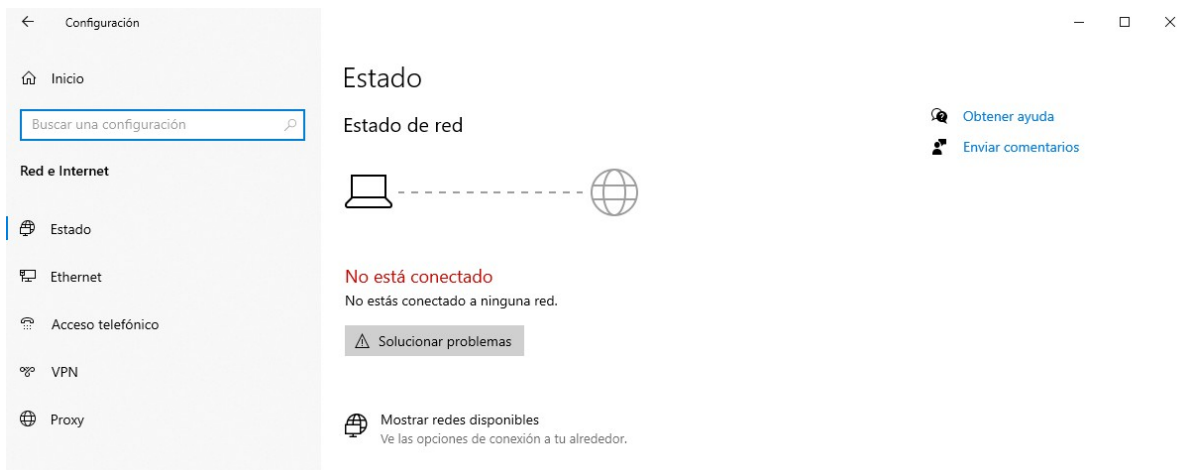 Configuración
Inicio
Buscar una configuración
Red e Internet
Estado
Ethernet
Acceso telefónico
VPN
Proxy
Estado
Estado de red
No está conectado
No estás conectado a ninguna red.
Solucionar problemas
Mostrar redes disponibles
Ve las opciones de conexión a tu alrededor.
Obtener ayuda
Enviar comentarios